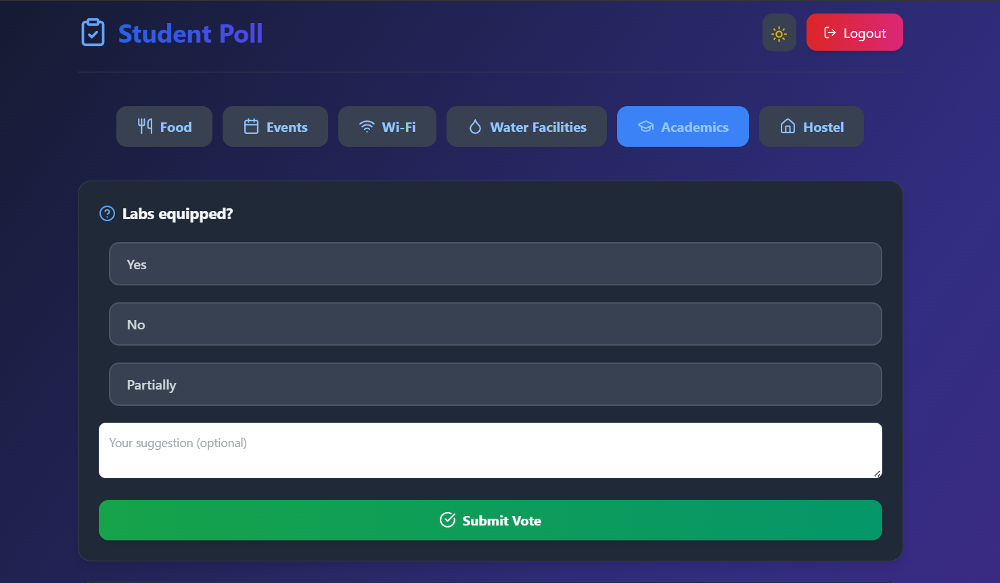 Student Poll
Logout
Food
Events
Wi-Fi
Water Facilities
Academics
Hostel
Labs equipped?
Yes
No
Partially
Your suggestion (optional)
Submit Vote